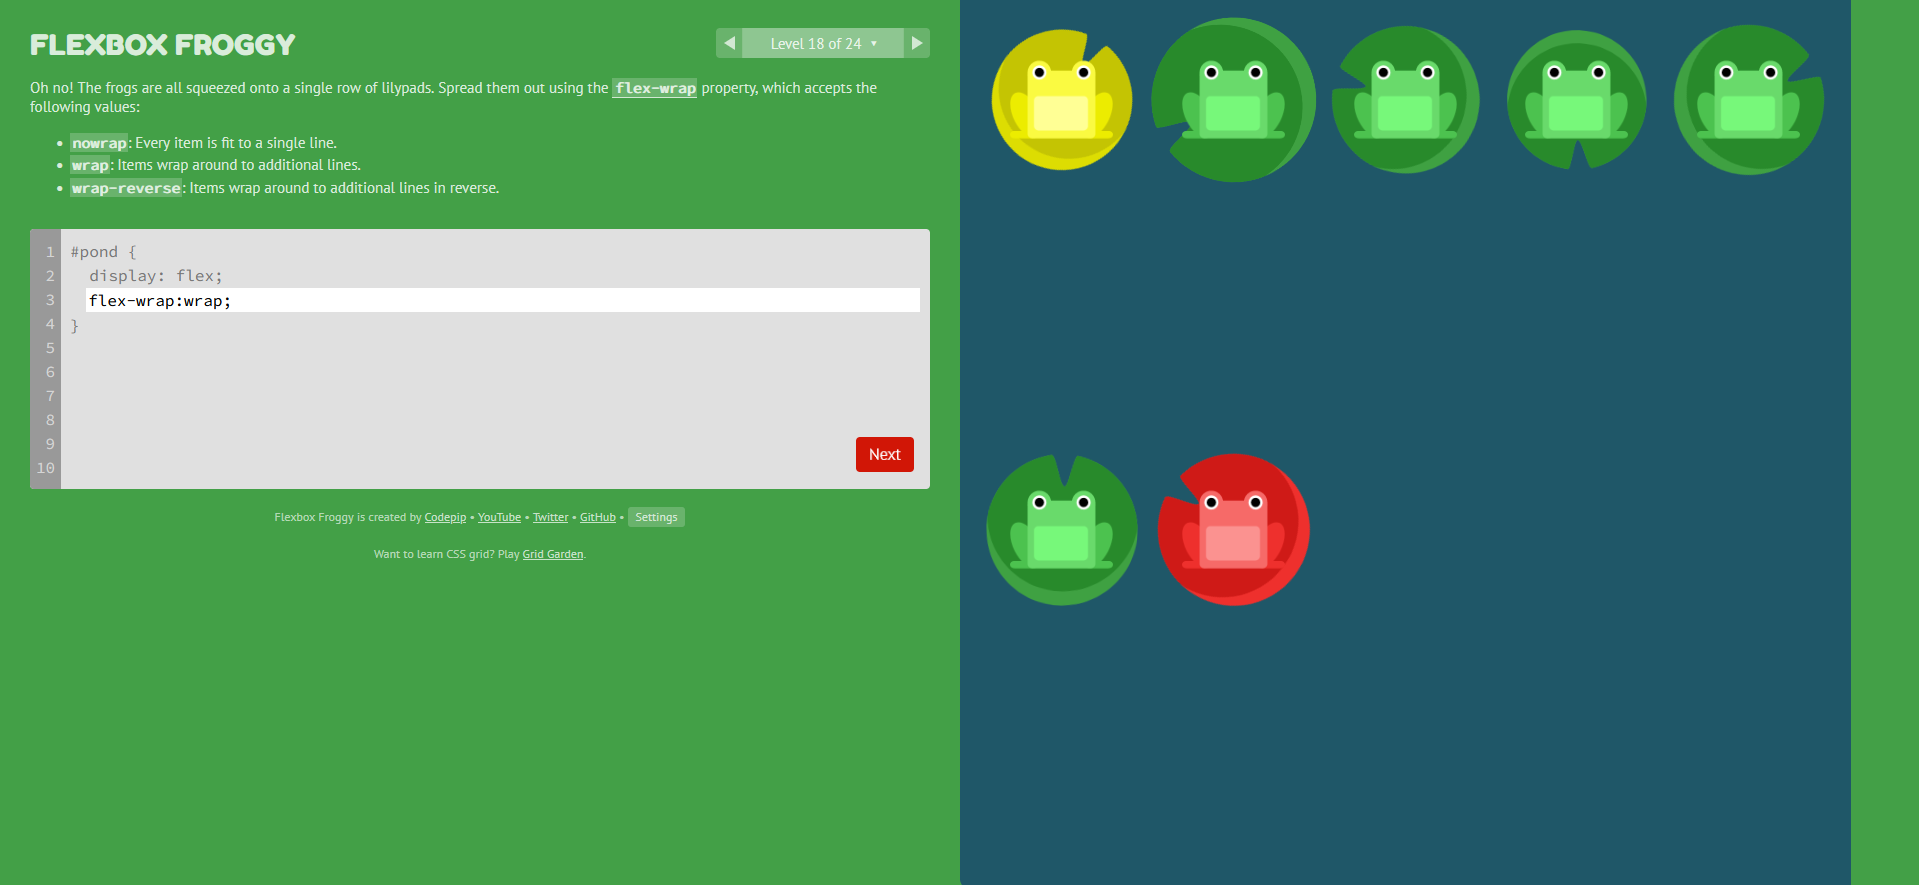 FLEXBOX FROGGY
Level 18 of 24 ▾
Oh no! The frogs are all squeezed onto a single row of lilypads. Spread them out using the flex-wrap property, which accepts the
following values:
• nowrap: Every item is fit to a single line.
• wrap: Items wrap around to additional lines.
• wrap-reverse: Items wrap around to additional lines in reverse.
1 #pond {
2 display: flex;
3 flex-wrap:wrap;
4 }
5
6
7
8
9
10
Next
Flexbox Froggy is created by Codepip • YouTube • Twitter • GitHub • Settings
Want to learn CSS grid? Play Grid Garden.